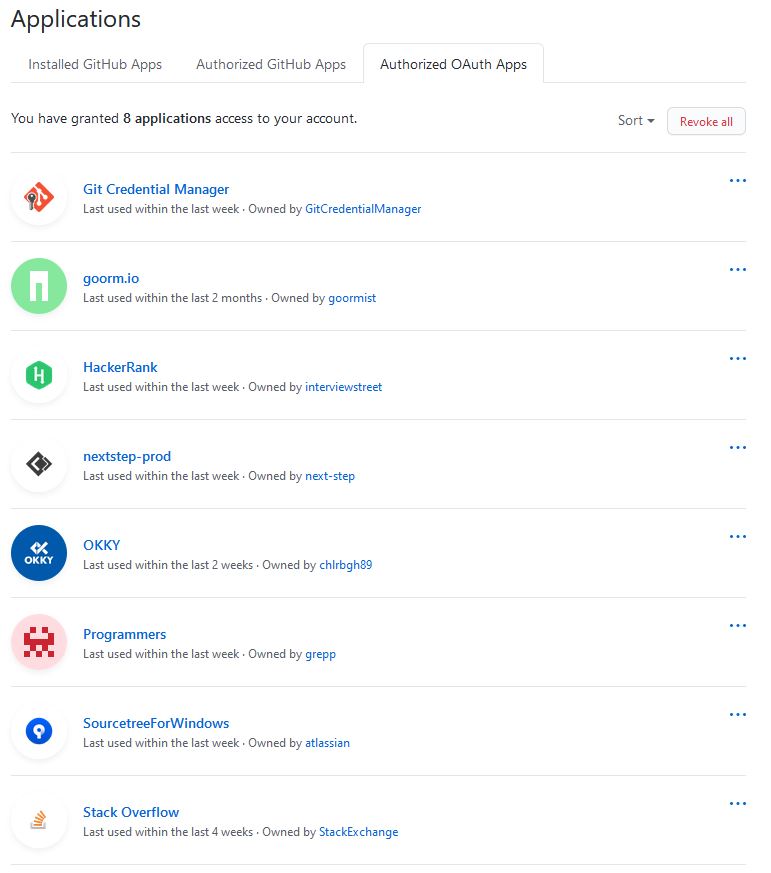 Applications
Installed GitHub Apps Authorized GitHub Apps Authorized OAuth Apps
You have granted 8 applications access to your account. Sort Revoke all
Git Credential Manager
Last used within the last week · Owned by GitCredentialManager
goorm.io
Last used within the last 2 months · Owned by goormist
HackerRank
Last used within the last week · Owned by interviewstreet
nextstep-prod
Last used within the last week · Owned by next-step
OKKY
OKKY
Last used within the last 2 weeks · Owned by chlrbgh89
Programmers
Last used within the last week · Owned by grepp
SourcetreeForWindows
Last used within the last week · Owned by atlassian
Stack Overflow
Last used within the last 4 weeks · Owned by StackExchange